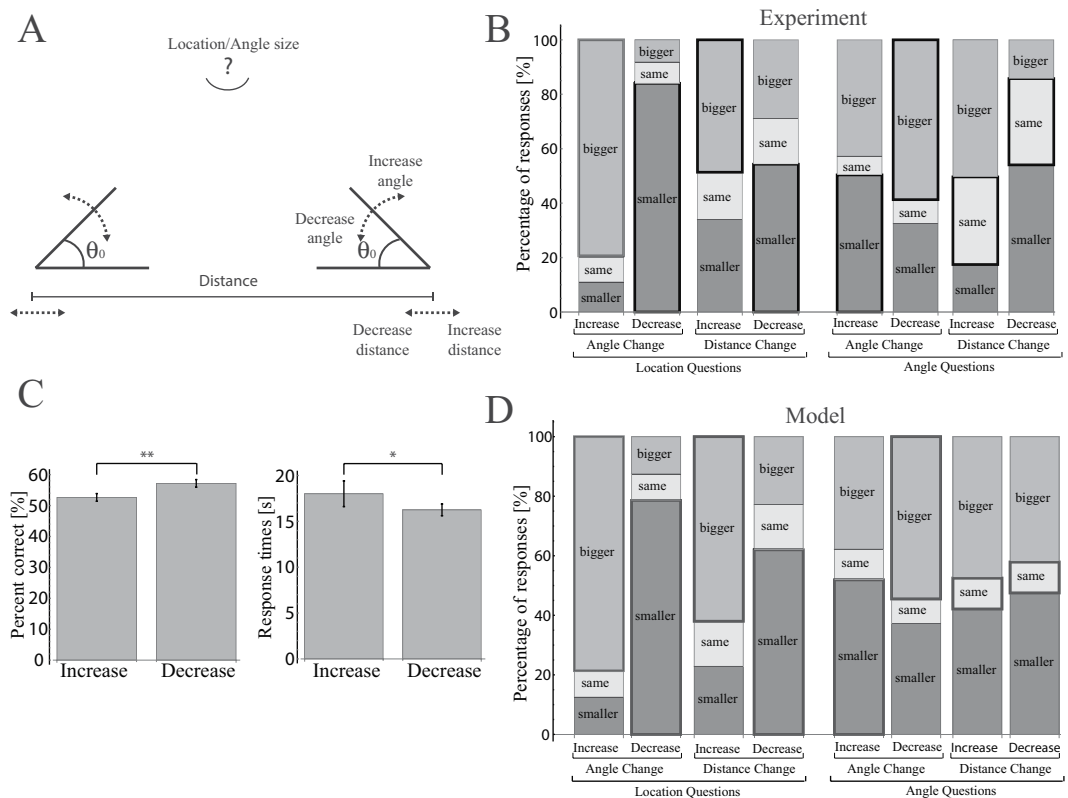 A
Location/Angle size
?
Increase
angle
Decrease
angle
θ0
θ0
Distance
Decrease
distance
Increase
distance
B
Experiment
Percentage of responses [%]
100
80
60
40
20
0
bigger
same
smaller
bigger
same
smaller
bigger
same
smaller
bigger
same
smaller
bigger
same
smaller
bigger
same
smaller
bigger
same
smaller
bigger
same
smaller
Increase Decrease Increase Decrease Increase Decrease Increase Decrease
Angle Change Distance Change Angle Change Distance Change
Location Questions Angle Questions
C
Percent correct [%]
60
50
40
30
20
10
0
**
Increase Decrease
Response times [s]
20
15
10
5
0
*
Increase Decrease
D
Model
Percentage of responses [%]
100
80
60
40
20
0
bigger
same
smaller
bigger
same
smaller
bigger
same
smaller
bigger
same
smaller
bigger
same
smaller
bigger
same
smaller
bigger
same
smaller
bigger
same
smaller
Increase Decrease Increase Decrease Increase Decrease Increase Decrease
Angle Change Distance Change Angle Change Distance Change
Location Questions Angle Questions